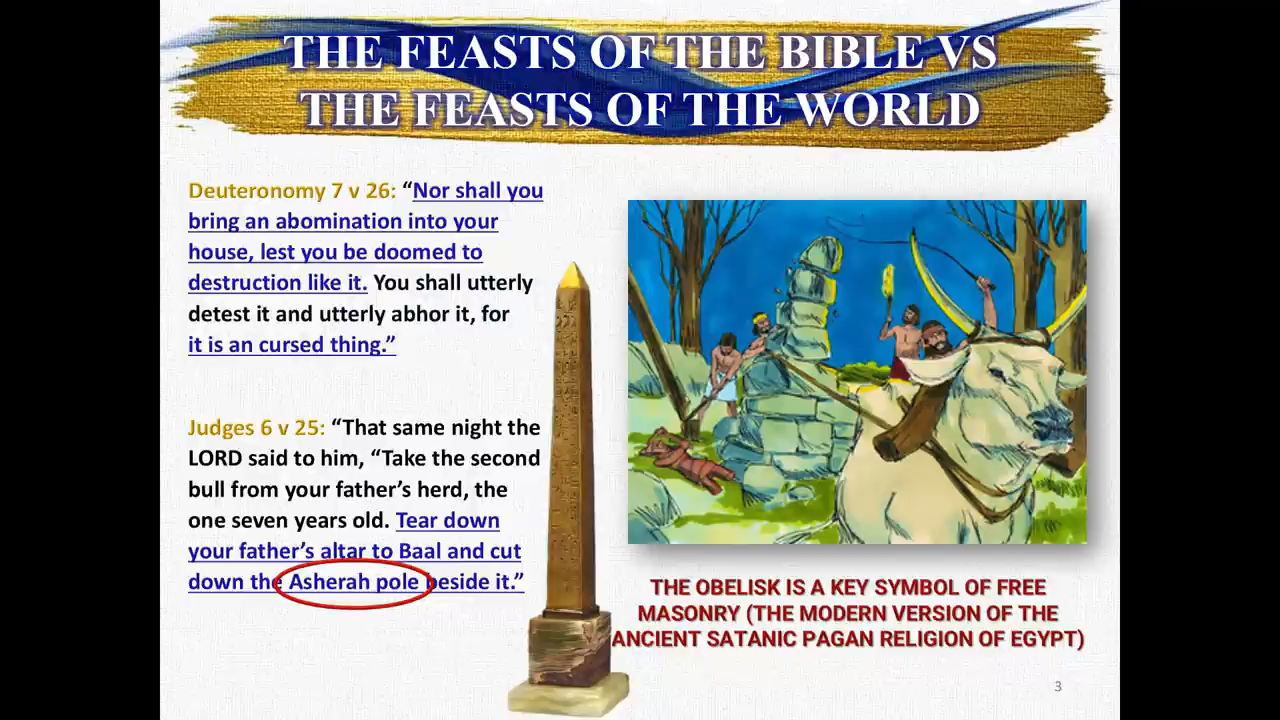 THE FEASTS OF THE BIBLE VS
THE FEASTS OF THE WORLD
Deuteronomy 7 v 26: “Nor shall you
bring an abomination into your
house, lest you be doomed to
destruction like it. You shall utterly
detest it and utterly abhor it, for
it is an cursed thing.”
Judges 6 v 25: “That same night the
LORD said to him, “Take the second
bull from your father’s herd, the
one seven years old. Tear down
your father’s altar to Baal and cut
down the Asherah pole beside it.”
THE OBELISK IS A KEY SYMBOL OF FREE
MASONRY (THE MODERN VERSION OF THE
ANCIENT SATANIC PAGAN RELIGION OF EGYPT)
3